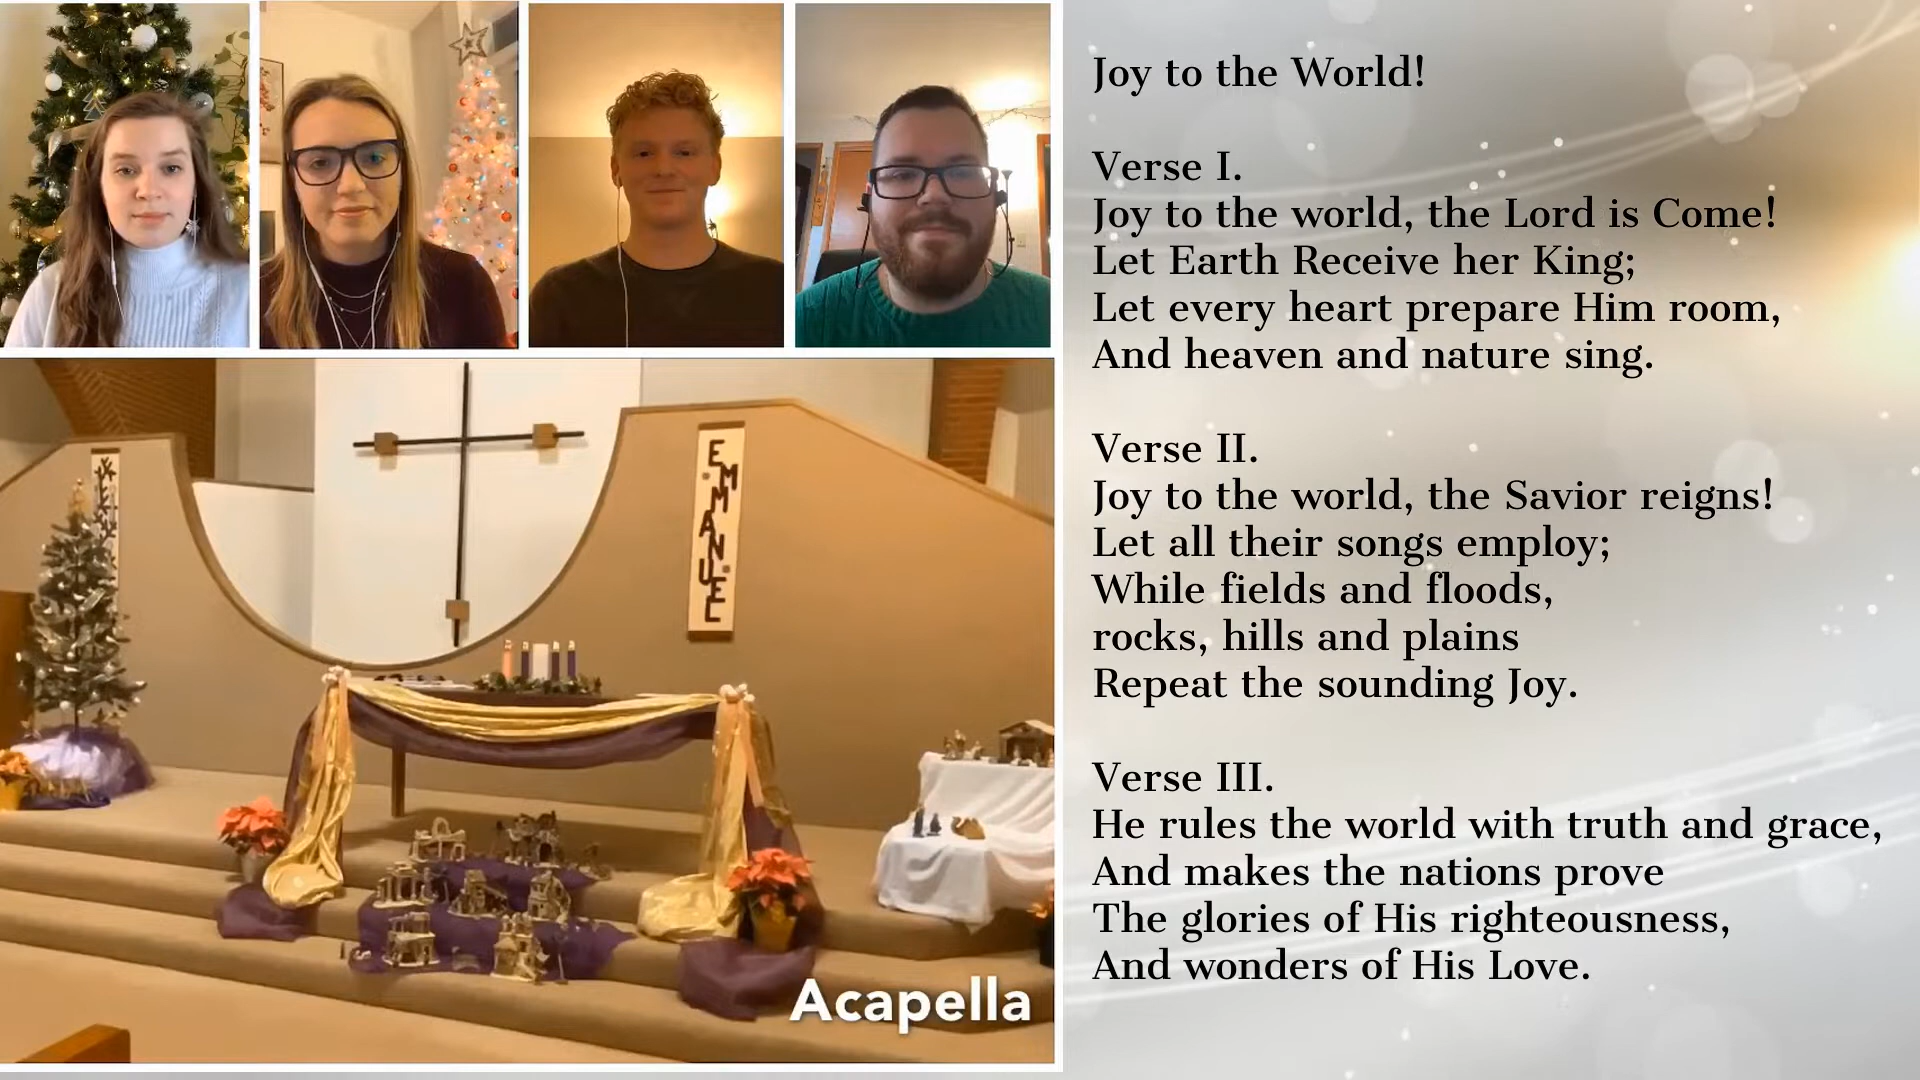 Joy to the World!
Verse I.
Joy to the world, the Lord is Come!
Let Earth Receive her King;
Let every heart prepare Him room,
And heaven and nature sing.
Verse II.
Joy to the world, the Savior reigns!
Let all their songs employ;
While fields and floods,
rocks, hills and plains
Repeat the sounding Joy.
Verse III.
He rules the world with truth and grace,
And makes the nations prove
The glories of His righteousness,
And wonders of His Love.
EMMANUEL
Acapella